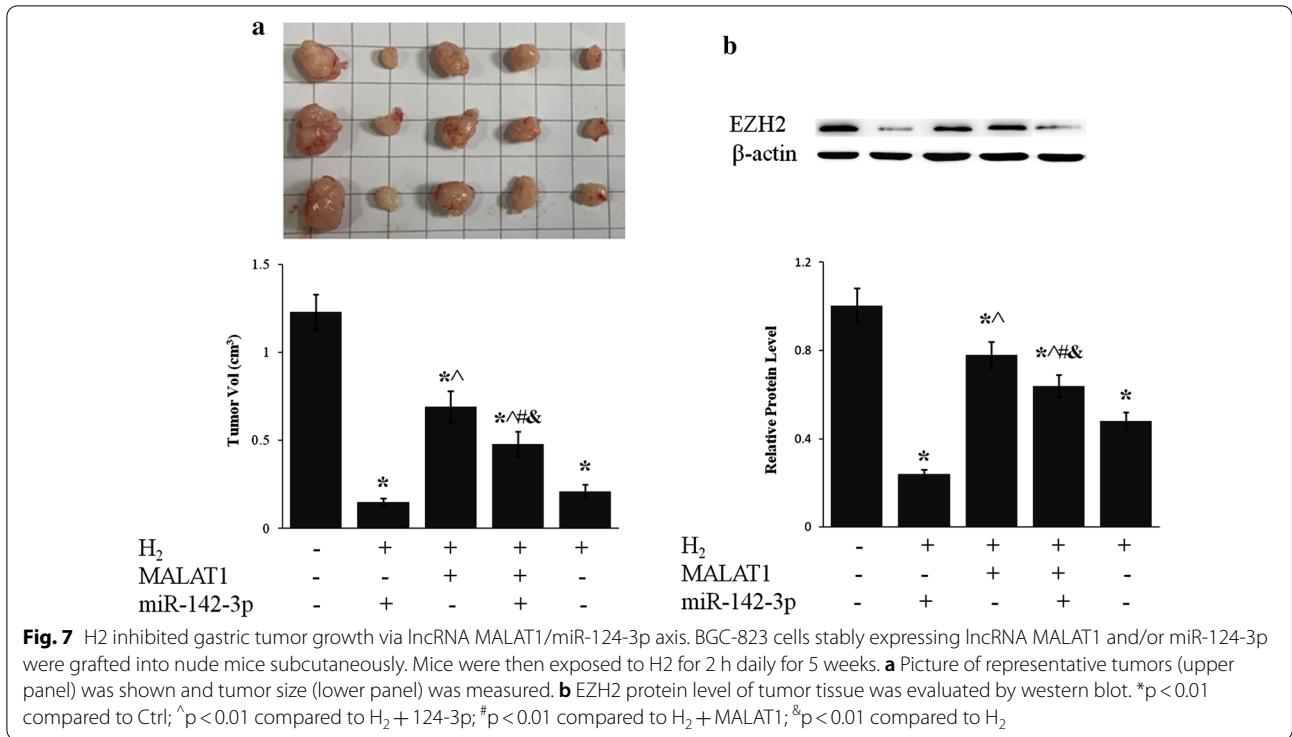 a
b
EZH2
β-actin
1.5
1
0.5
0
Tumor Vol (cm³)
*
*^
*^#&
*
H₂ - + + + +
MALAT1 - - + + -
miR-142-3p - + - + -
1.2
0.8
0.4
0
Relative Protein Level
*
*^
*^#&
*
H₂ - + + + +
MALAT1 - - + + -
miR-142-3p - + - + -
Fig. 7 H2 inhibited gastric tumor growth via lncRNA MALAT1/miR-124-3p axis. BGC-823 cells stably expressing lncRNA MALAT1 and/or miR-124-3p
were grafted into nude mice subcutaneously. Mice were then exposed to H2 for 2 h daily for 5 weeks. a Picture of representative tumors (upper
panel) was shown and tumor size (lower panel) was measured. b EZH2 protein level of tumor tissue was evaluated by western blot. *p < 0.01
compared to Ctrl; ^p < 0.01 compared to H₂ + 124-3p; #p < 0.01 compared to H₂ + MALAT1; &p < 0.01 compared to H₂